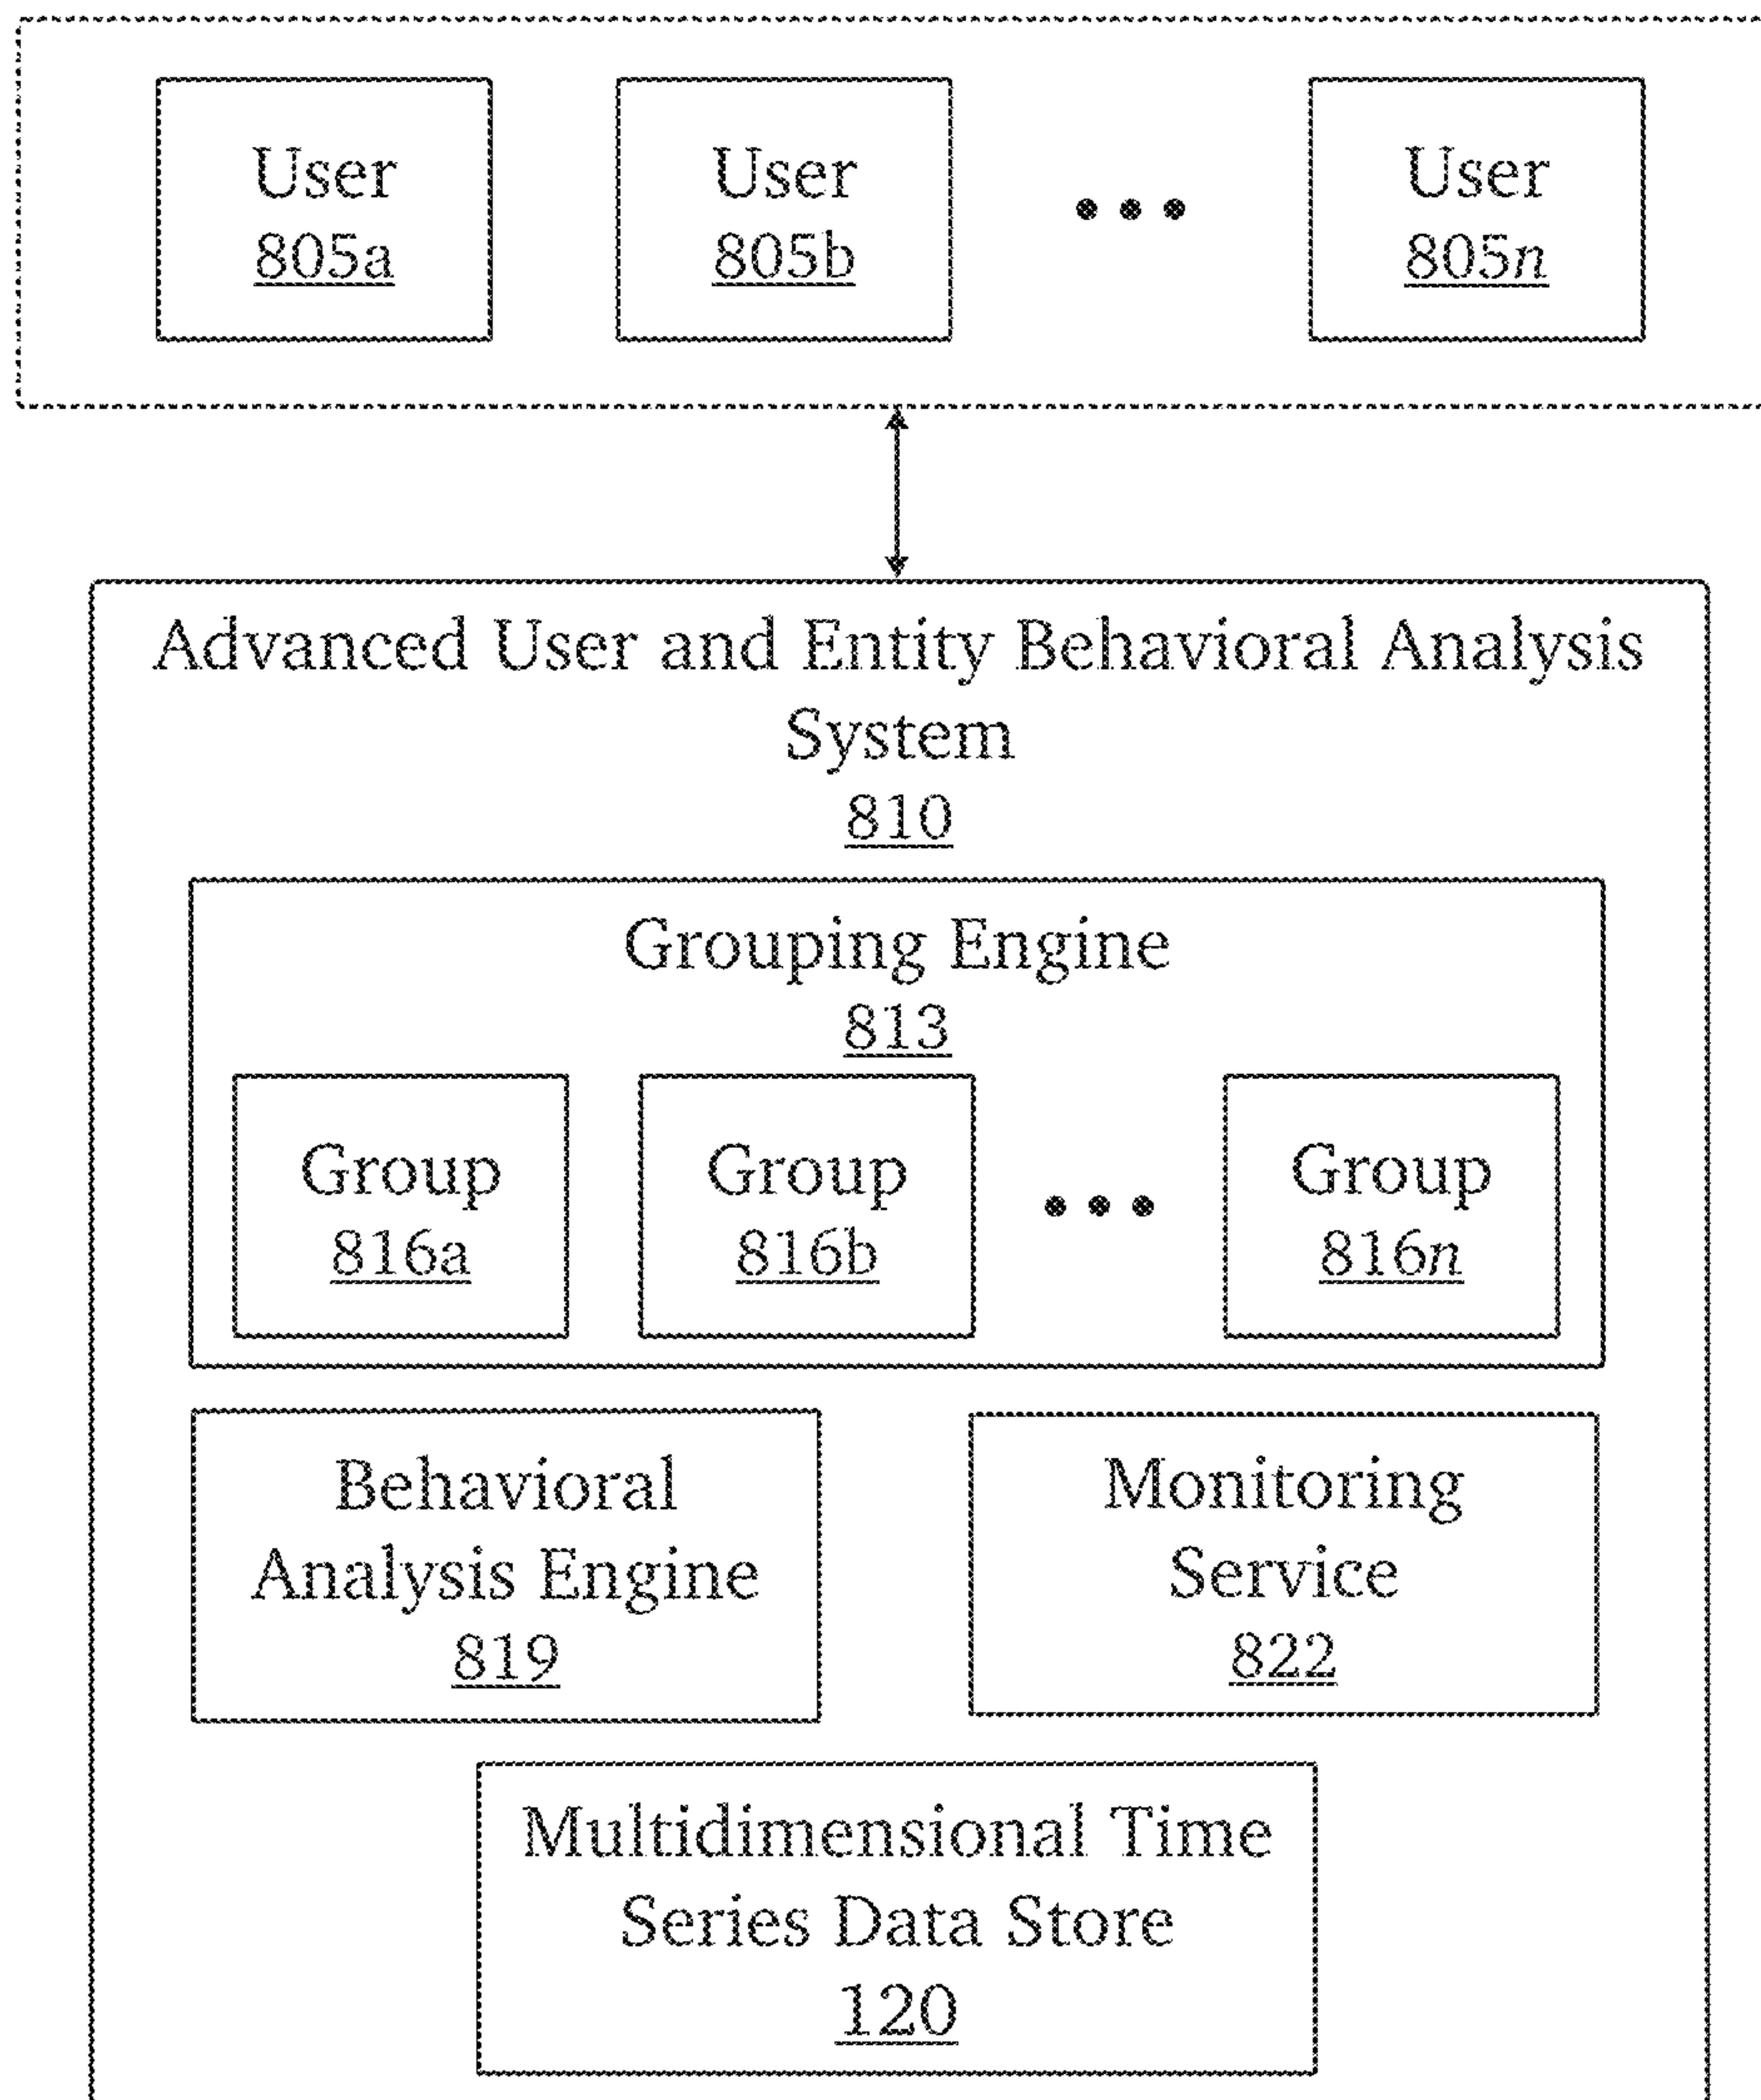 User User User
805a 805b 805n
Advanced User and Entity Behavioral Analysis
System
810
Grouping Engine
813
Group Group Group
816a 816b 816n
Behavioral
Analysis Engine
819
Monitoring
Service
822
Multidimensional Time
Series Data Store
120